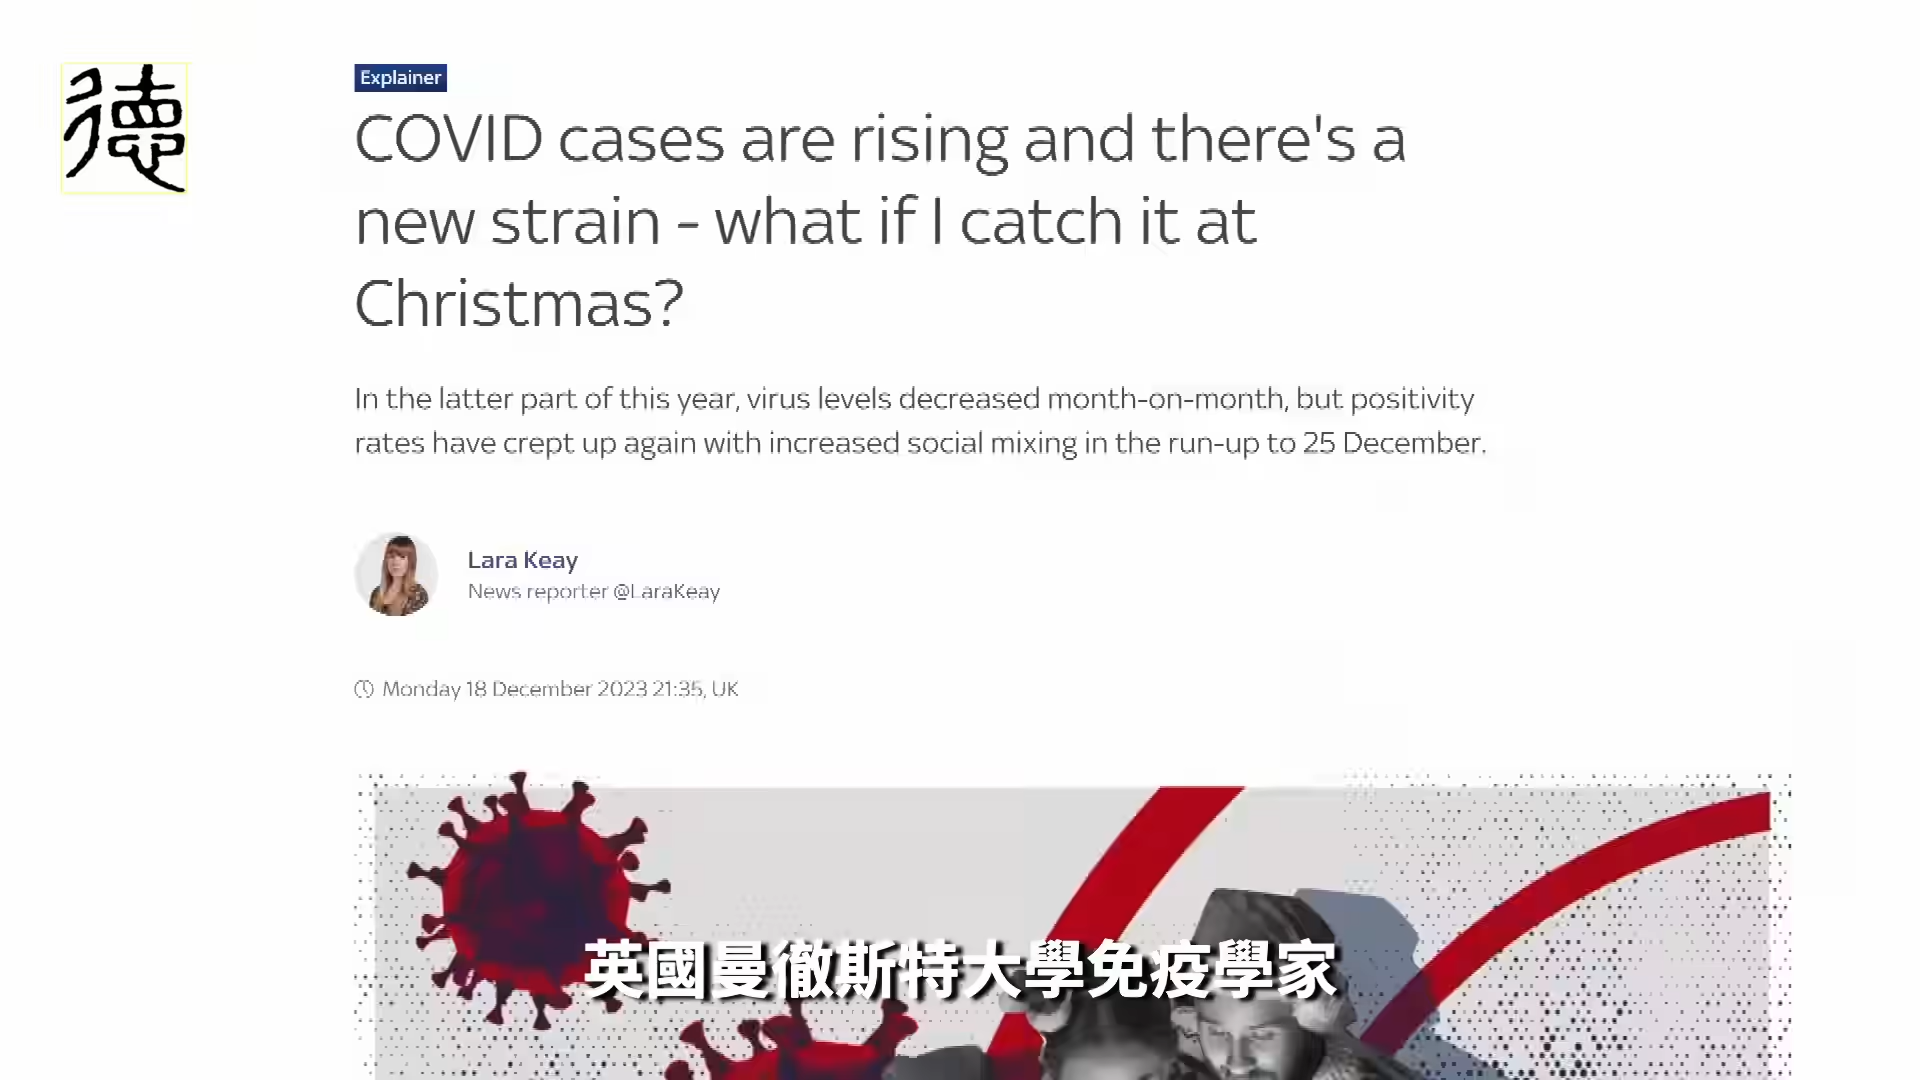 德
Explainer
COVID cases are rising and there's a
new strain - what if I catch it at
Christmas?
In the latter part of this year, virus levels decreased month-on-month, but positivity
rates have crept up again with increased social mixing in the run-up to 25 December.
Lara Keay
News reporter @LaraKeay
Monday 18 December 2023 21:35, UK
英國曼徹斯特大學免疫學家